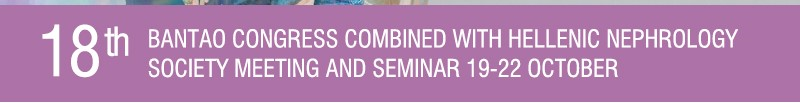 18th BANTAO CONGRESS COMBINED WITH HELLENIC NEPHROLOGY
SOCIETY MEETING AND SEMINAR 19-22 OCTOBER